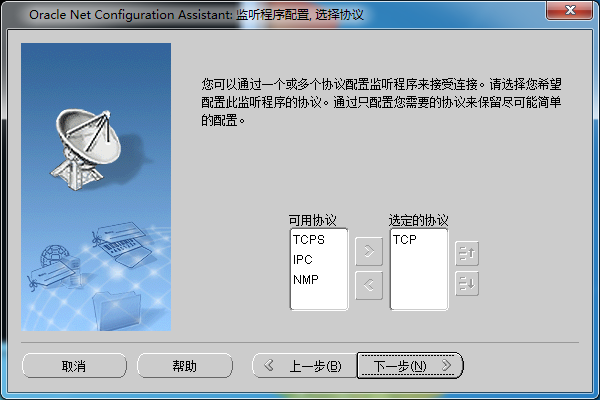 Oracle Net Configuration Assistant: 监听程序配置, 选择协议
您可以通过一个或多个协议配置监听程序来接受连接。请选择您希望
配置此监听程序的协议。通过只配置您需要的协议来保留尽可能简单
的配置。
可用协议 选定的协议
TCPS TCP
IPC
NMP
取消 帮助 上一步(B) 下一步(N)